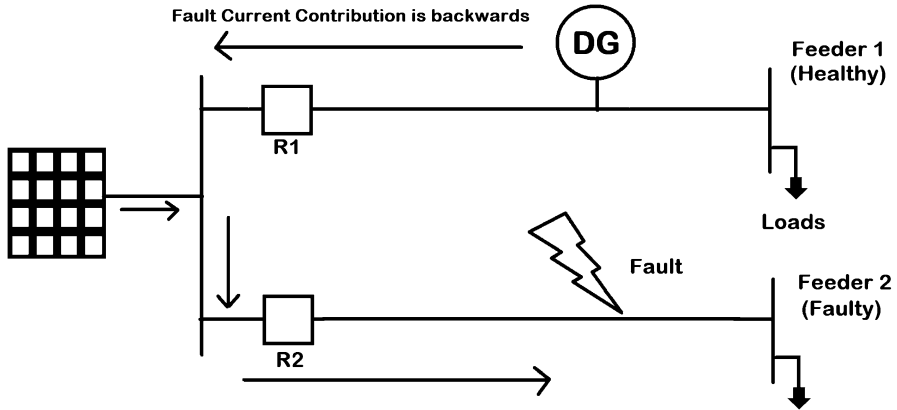 Fault Current Contribution is backwards
DG
Feeder 1
(Healthy)
R1
Loads
Fault
Feeder 2
(Faulty)
R2